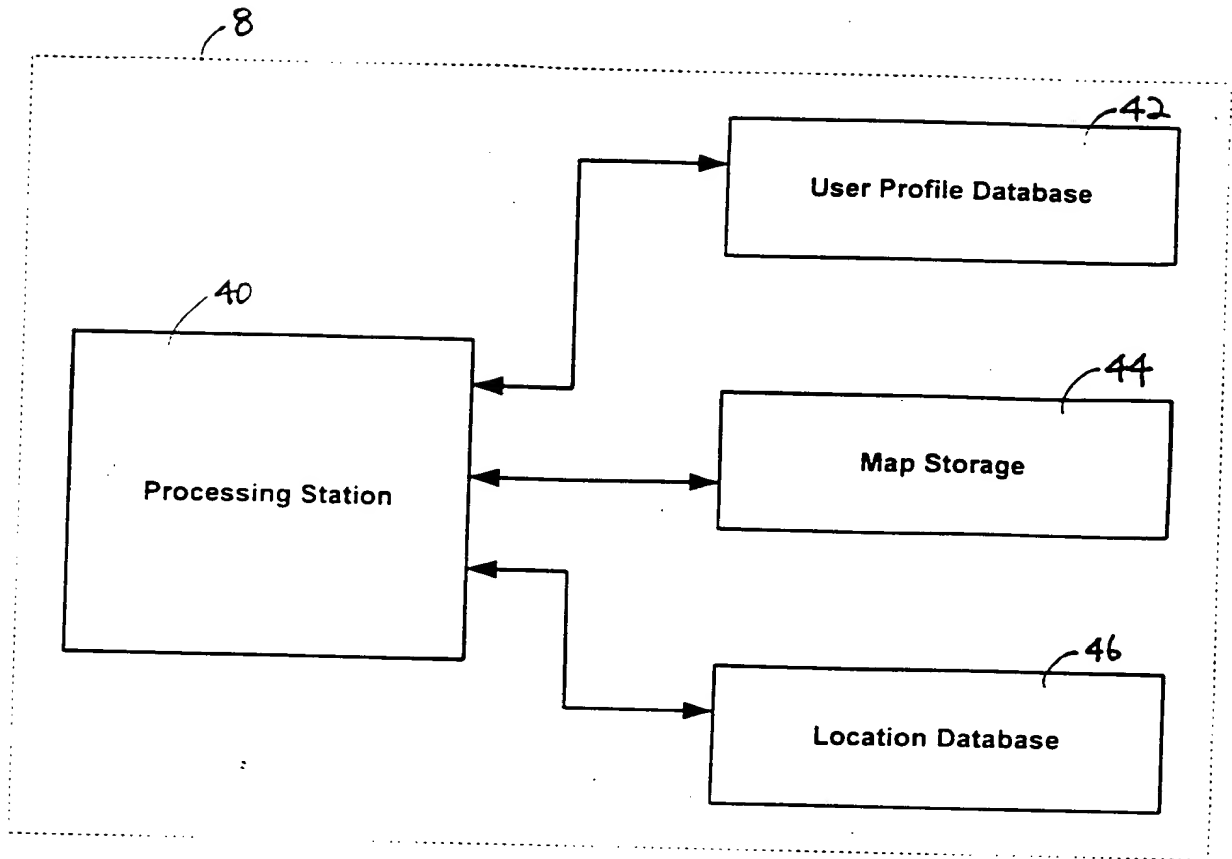 8
42
User Profile Database
40
44
Processing Station
Map Storage
46
Location Database